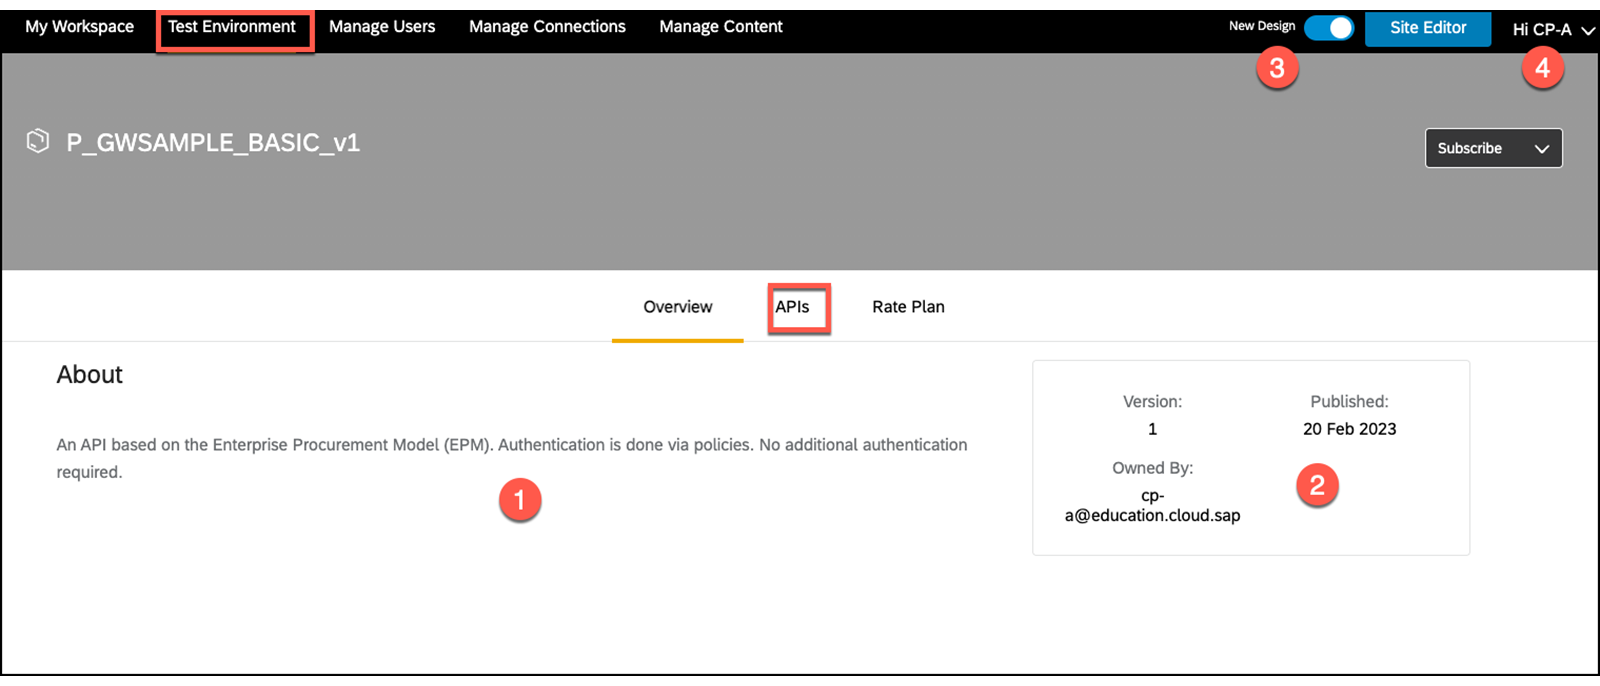 My Workspace Test Environment Manage Users Manage Connections Manage Content New Design Site Editor Hi CP-A
3 4
P_GWSAMPLE_BASIC_v1
Subscribe
Overview APIs Rate Plan
About
An API based on the Enterprise Procurement Model (EPM). Authentication is done via policies. No additional authentication
required.
1
Version: Published:
1 20 Feb 2023
Owned By:
2
cp-
a@education.cloud.sap